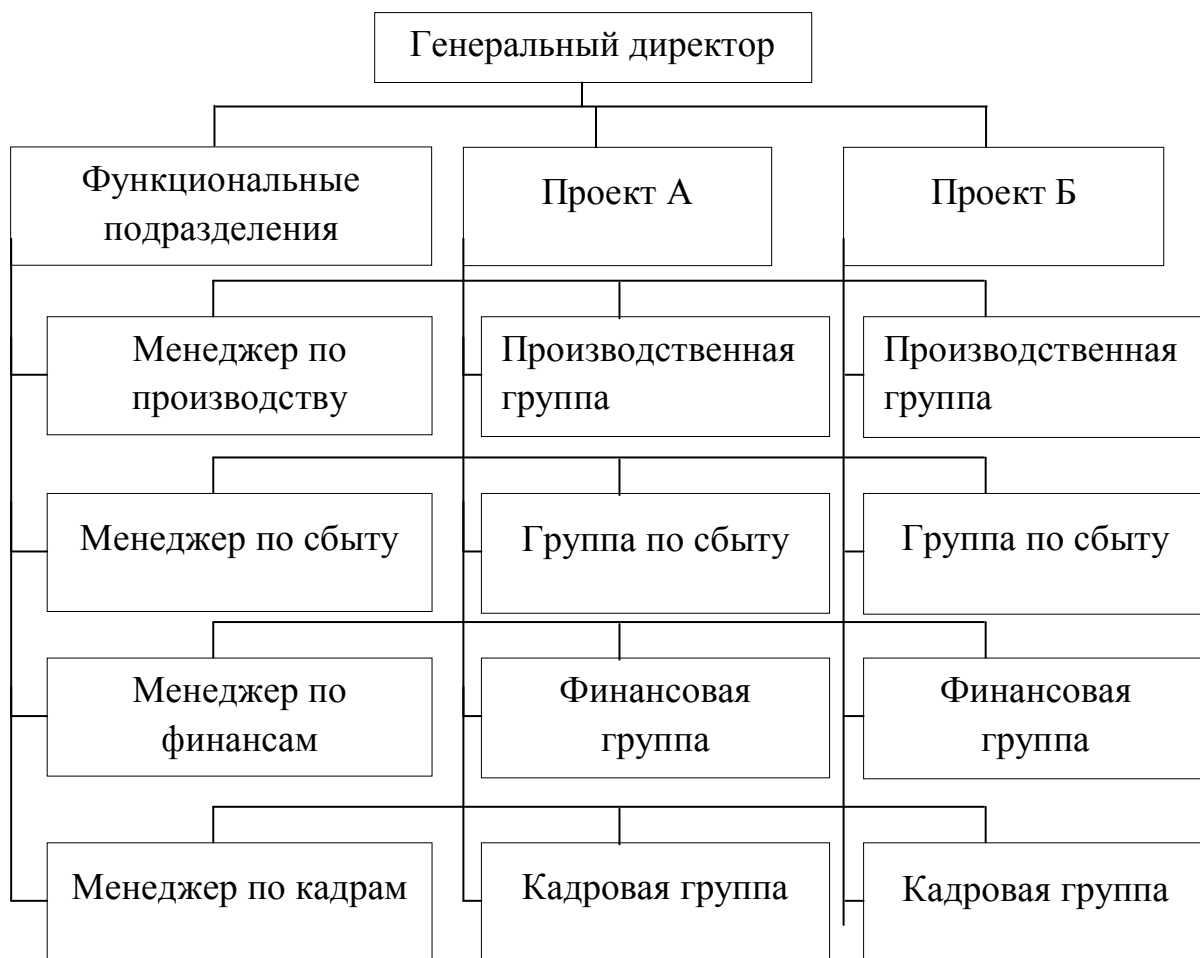 Генеральный директор
Функциональные
подразделения
Проект А
Проект Б
Менеджер по
производству
Производственная
группа
Производственная
группа
Менеджер по сбыту
Группа по сбыту
Группа по сбыту
Менеджер по
финансам
Финансовая
группа
Финансовая
группа
Менеджер по кадрам
Кадровая группа
Кадровая группа